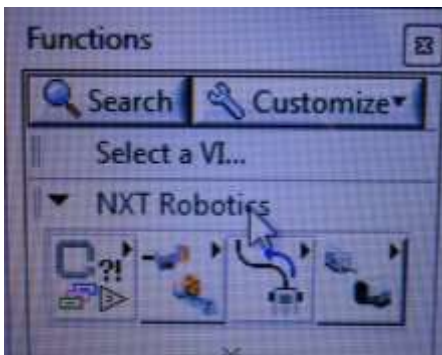 Functions
Search Customize
Select a VI...
NXT Robotics
?!